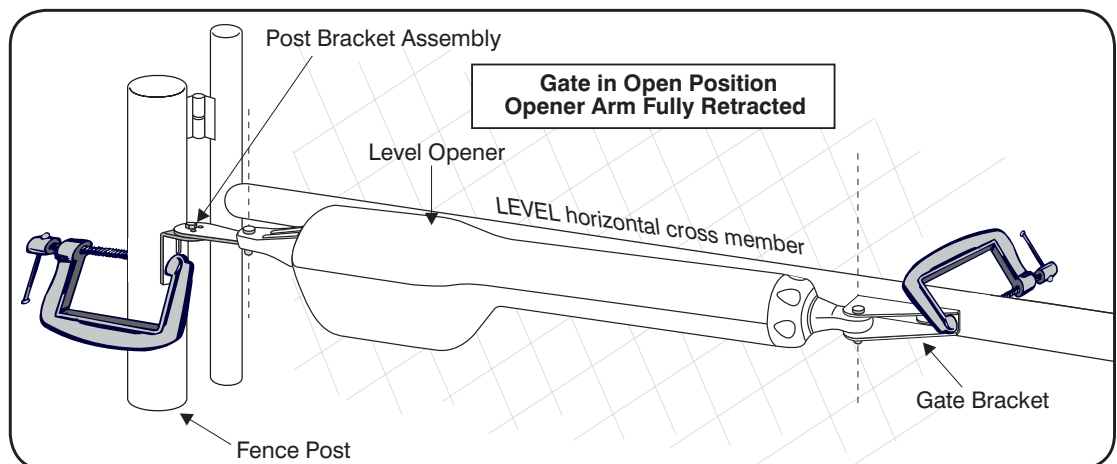 Post Bracket Assembly
Gate in Open Position
Opener Arm Fully Retracted
Level Opener
LEVEL horizontal cross member
Gate Bracket
Fence Post